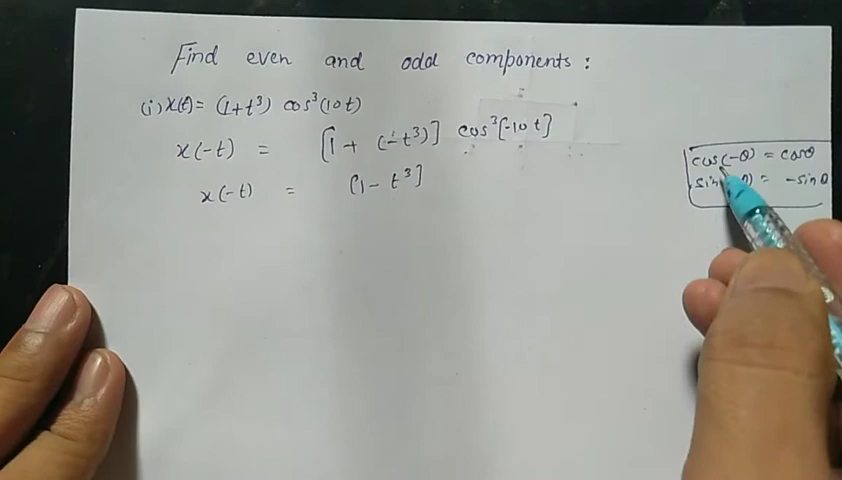 Find even and odd components :
(i) x(t) = (1+t³) cos³(10t)
x(-t) = [1 + (-t³)] cos³[-10t]
x(-t) = [1 - t³]
cos(-θ) = cosθ
sin θ) = -sinθ